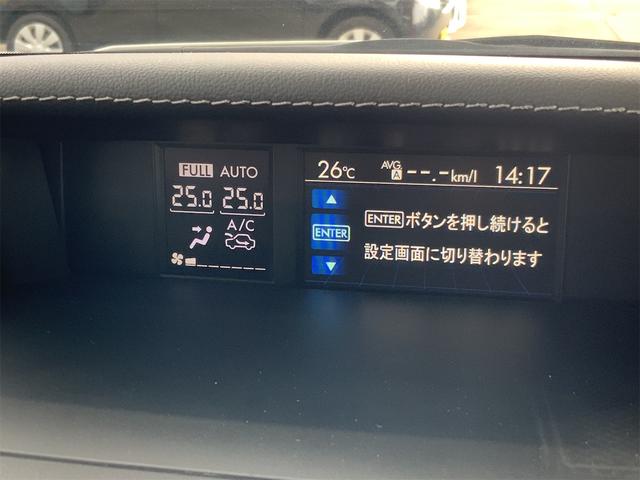 FULL AUTO
25.0 25.0
A/C
26℃ AVG. A --.-km/l 14:17
ENTER
ENTER ボタンを押し続けると
設定画面に切り替わります